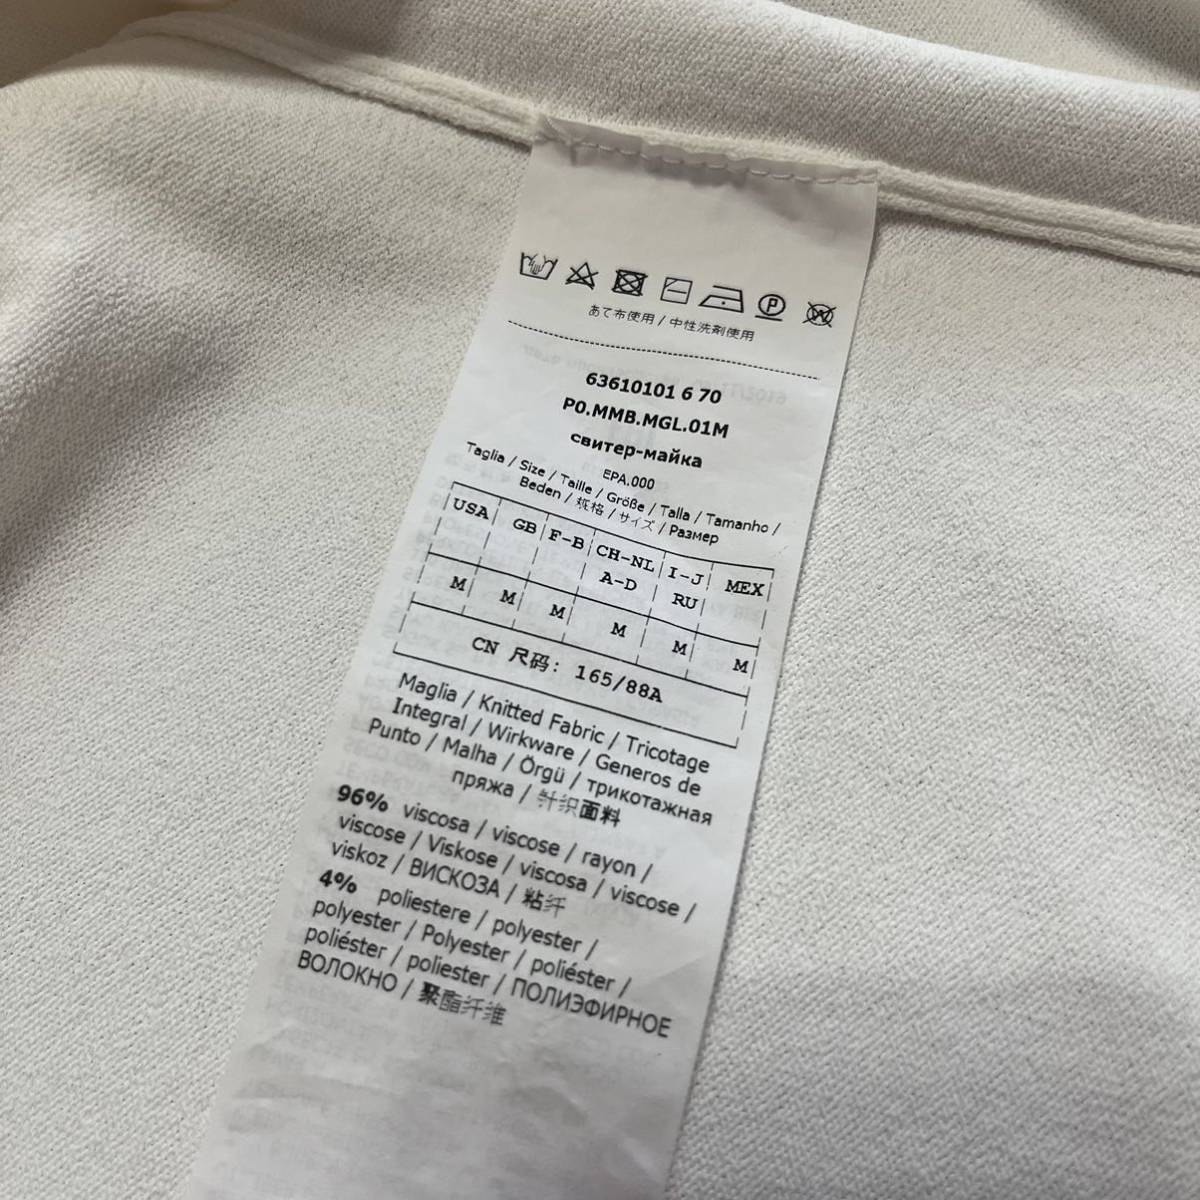 P
W
あて布使用 / 中性洗剤使用
63610101 6 70
P0.MMB.MGL.01M
свитер-майка
EPA.000
Taglia / Size / Taille / Größe / Talla / Tamanho /
Beden / 规格 / サイズ / Размер
USA GB F-B CH-NL I-J MEX
A-D RU
M M M M M M
CN 尺码: 165/88A
Maglia / Knitted Fabric / Tricotage
Integral / Wirkware / Generos de
Punto / Malha / Örgü / трикотажная
пряжа / 针织面料
96% viscosa / viscose / rayon /
viscose / Viskose / viscosa / viscose /
viskoz / ВИСКОЗА / 粘纤
4% poliestere / polyester /
polyester / Polyester / poliéster /
poliéster / poliester / ПОЛИЭФИРНОЕ
ВОЛОКНО / 聚酯纤维